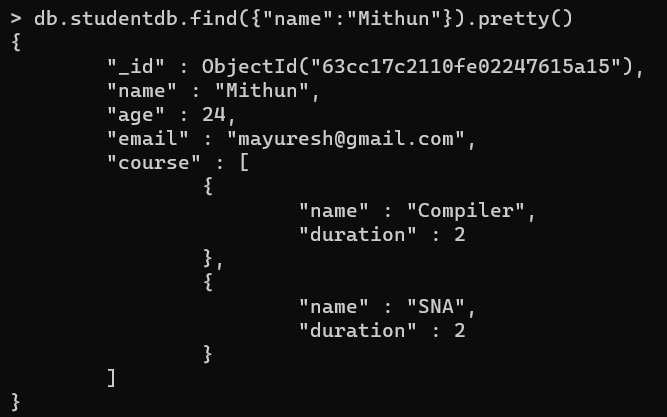 > db.studentdb.find({"name":"Mithun"}).pretty()
{
        "_id" : ObjectId("63cc17c2110fe02247615a15"),
        "name" : "Mithun",
        "age" : 24,
        "email" : "mayuresh@gmail.com",
        "course" : [
                {
                        "name" : "Compiler",
                        "duration" : 2
                },
                {
                        "name" : "SNA",
                        "duration" : 2
                }
        ]
}